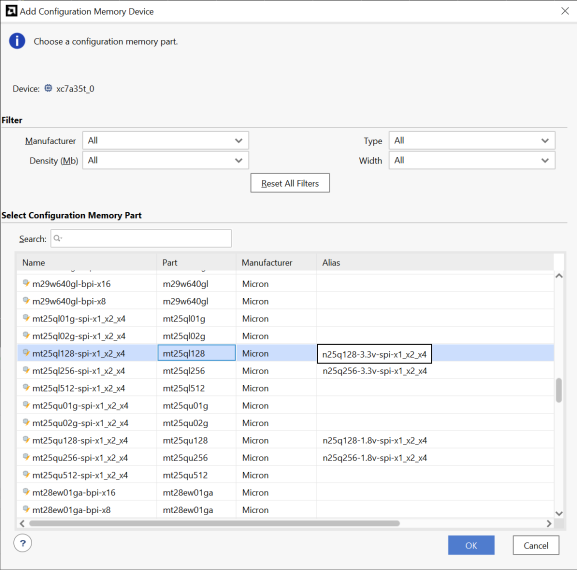 Add Configuration Memory Device
Choose a configuration memory part.
Device: xc7a35t_0
Filter
Manufacturer All Type All
Density (Mb) All Width All
Reset All Filters
Select Configuration Memory Part
Search:
Name Part Manufacturer Alias
m29w640gl-bpi-x16 m29w640gl Micron
m29w640gl-bpi-x8 m29w640gl Micron
mt25ql01g-spi-x1_x2_x4 mt25ql01g Micron
mt25ql02g-spi-x1_x2_x4 mt25ql02g Micron
mt25ql128-spi-x1_x2_x4 mt25ql128 Micron n25q128-3.3v-spi-x1_x2_x4
mt25ql256-spi-x1_x2_x4 mt25ql256 Micron n25q256-3.3v-spi-x1_x2_x4
mt25ql512-spi-x1_x2_x4 mt25ql512 Micron
mt25qu01g-spi-x1_x2_x4 mt25qu01g Micron
mt25qu02g-spi-x1_x2_x4 mt25qu02g Micron
mt25qu128-spi-x1_x2_x4 mt25qu128 Micron n25q128-1.8v-spi-x1_x2_x4
mt25qu256-spi-x1_x2_x4 mt25qu256 Micron n25q256-1.8v-spi-x1_x2_x4
mt25qu512-spi-x1_x2_x4 mt25qu512 Micron
mt28ew01ga-bpi-x16 mt28ew01ga Micron
mt28ew01ga-bpi-x8 mt28ew01ga Micron
? OK Cancel